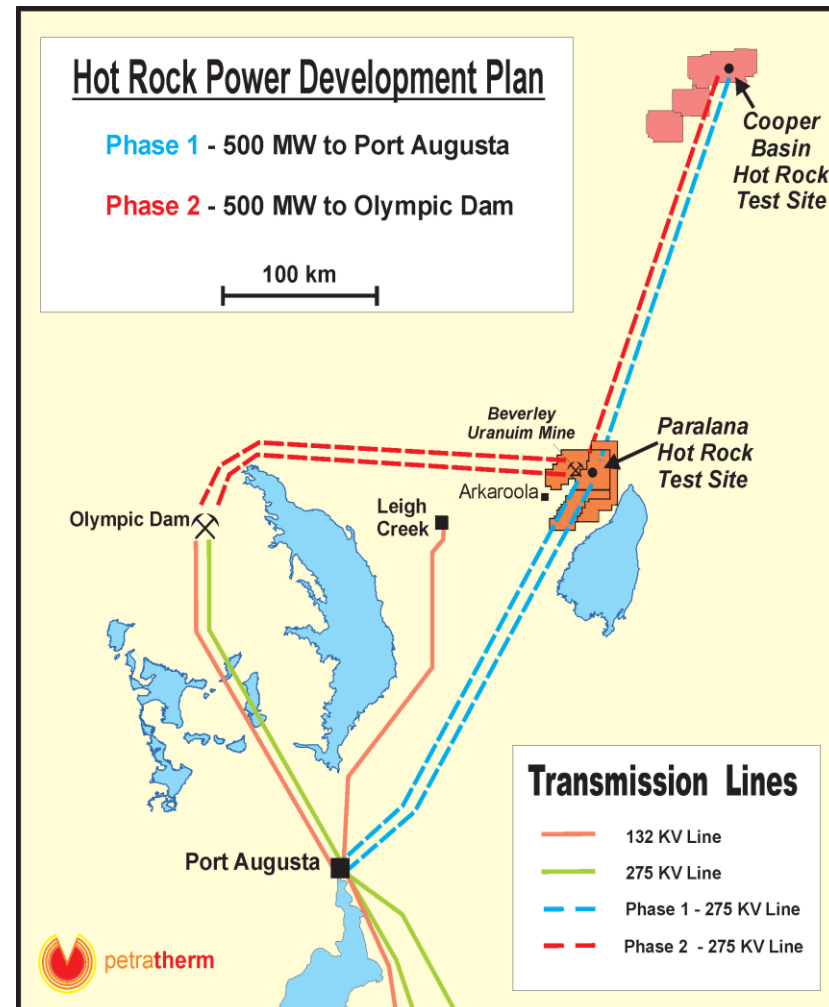 Hot Rock Power Development Plan
Phase 1 - 500 MW to Port Augusta
Phase 2 - 500 MW to Olympic Dam
100 km
Cooper
Basin
Hot Rock
Test Site
Beverley
Uranuim Mine
Paralana
Hot Rock
Test Site
Arkaroola
Leigh
Creek
Olympic Dam
Port Augusta
Transmission Lines
132 KV Line
275 KV Line
Phase 1 - 275 KV Line
Phase 2 - 275 KV Line
petratherm